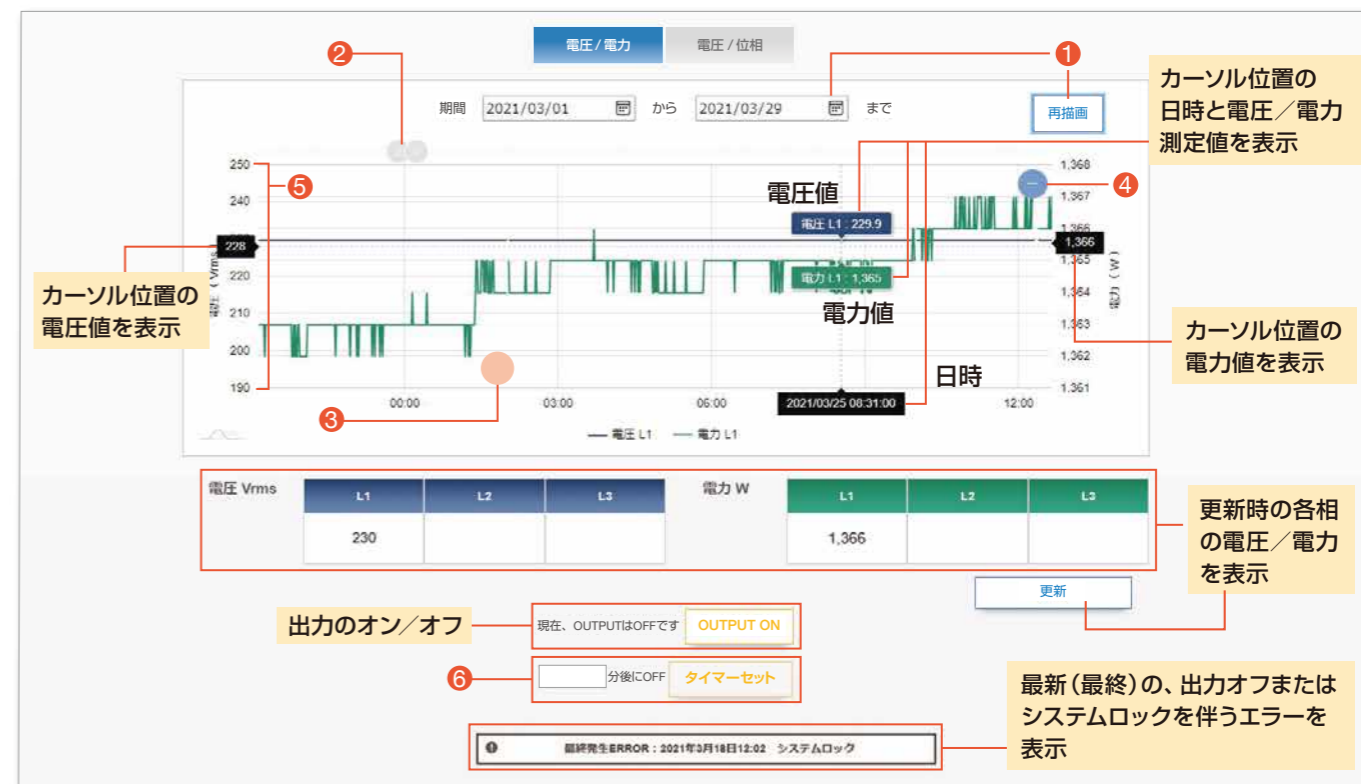 電圧 / 電力
電圧 / 位相
❷
❶
期間
2021/03/01
から
2021/03/29
まで
再描画
カーソル位置の
日時と電圧／電力
測定値を表示
250
240
228
220
210
200
190
電圧 ( Vrms
❺
1,368
1,367
1,366
1,366
1,365
1,364
1,363
1,362
1,361
電力 ( W )
❹
電圧値
電圧 L1 : 229.9
電力 L1 : 1,365
電力値
日時
カーソル位置の
電圧値を表示
カーソル位置の
電力値を表示
❸
00:00
03:00
06:00
2021/03/25 08:31:00
12:00
電圧 L1
電力 L1
電圧 Vrms
L1
L2
L3
230
電力 W
L1
L2
L3
1,366
更新時の各相
の電圧／電力
を表示
更新
出力のオン／オフ
現在、OUTPUTはOFFです
OUTPUT ON
❻
分後にOFF
タイマーセット
最終発生ERROR：2021年3月18日12:02　システムロック
最新（最終）の、出力オフまたは
システムロックを伴うエラーを
表示